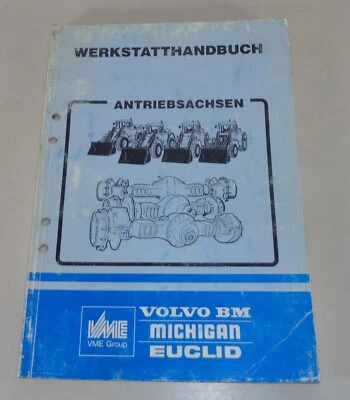 WERKSTATTHANDBUCH
ANTRIEBSACHSEN
VME
VME Group
VOLVO BM
MICHIGAN
EUCLID